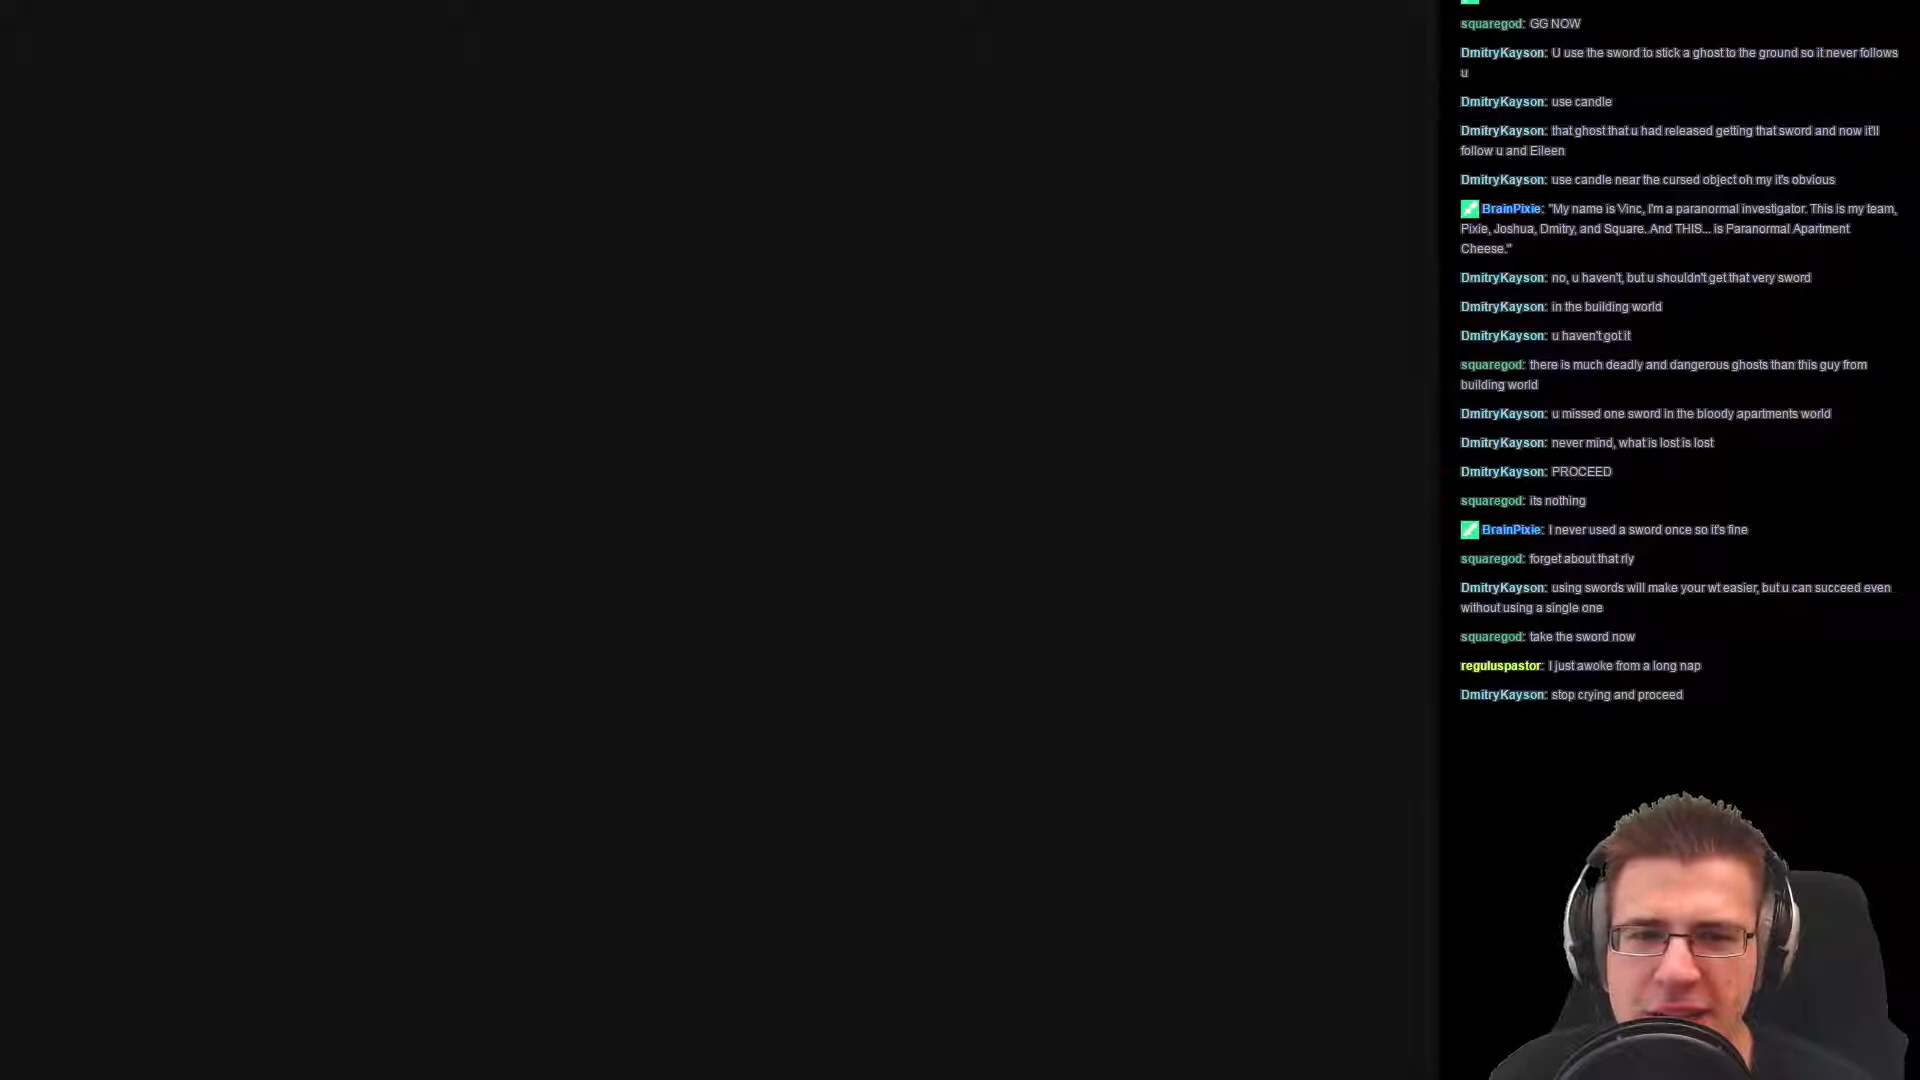 squaregod: GG NOW
DmitryKayson: U use the sword to stick a ghost to the ground so it never follows
u
DmitryKayson: use candle
DmitryKayson: that ghost that u had released getting that sword and now it'll
follow u and Eileen
DmitryKayson: use candle near the cursed object oh my it's obvious
BrainPixie: "My name is Vinc, I'm a paranormal investigator. This is my team,
Pixie, Joshua, Dmitry, and Square. And THIS... is Paranormal Apartment
Cheese."
DmitryKayson: no, u haven't, but u shouldn't get that very sword
DmitryKayson: in the building world
DmitryKayson: u haven't got it
squaregod: there is much deadly and dangerous ghosts than this guy from
building world
DmitryKayson: u missed one sword in the bloody apartments world
DmitryKayson: never mind, what is lost is lost
DmitryKayson: PROCEED
squaregod: its nothing
BrainPixie: I never used a sword once so it's fine
squaregod: forget about that rly
DmitryKayson: using swords will make your wt easier, but u can succeed even
without using a single one
squaregod: take the sword now
reguluspastor: I just awoke from a long nap
DmitryKayson: stop crying and proceed